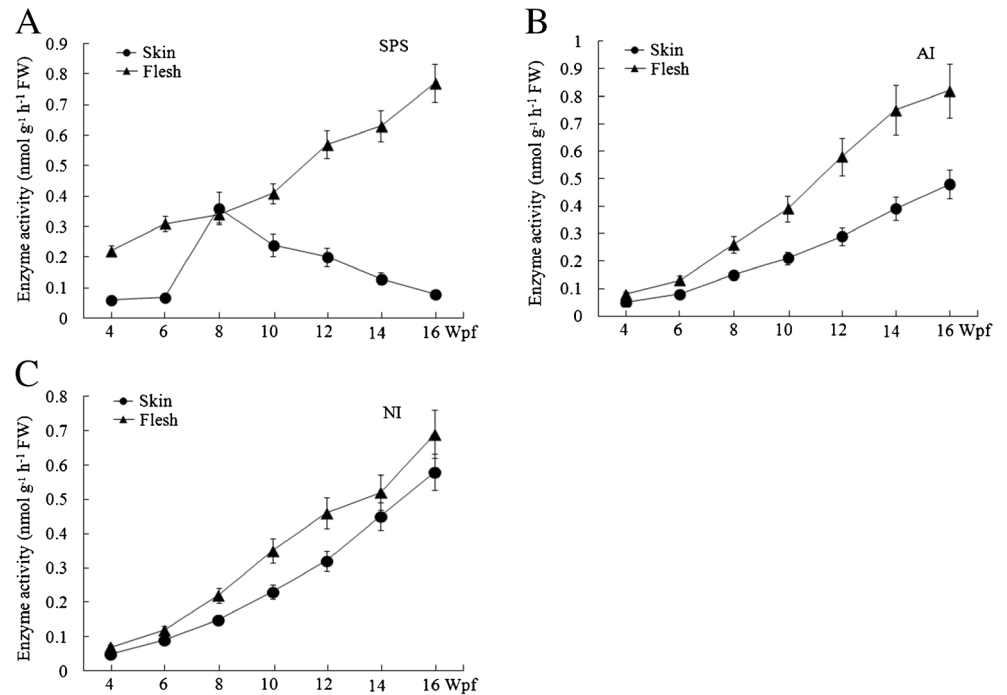 A
SPS
Skin
Flesh
Enzyme activity (nmol g-1 h-1 FW)
0.9
0.8
0.7
0.6
0.5
0.4
0.3
0.2
0.1
0
4 6 8 10 12 14 16 Wpf
B
AI
Skin
Flesh
Enzyme activity (nmol g-1 h-1 FW)
1
0.9
0.8
0.7
0.6
0.5
0.4
0.3
0.2
0.1
0
4 6 8 10 12 14 16 Wpf
C
NI
Skin
Flesh
Enzyme activity (nmol g-1 h-1 FW)
0.8
0.7
0.6
0.5
0.4
0.3
0.2
0.1
0
4 6 8 10 12 14 16 Wpf